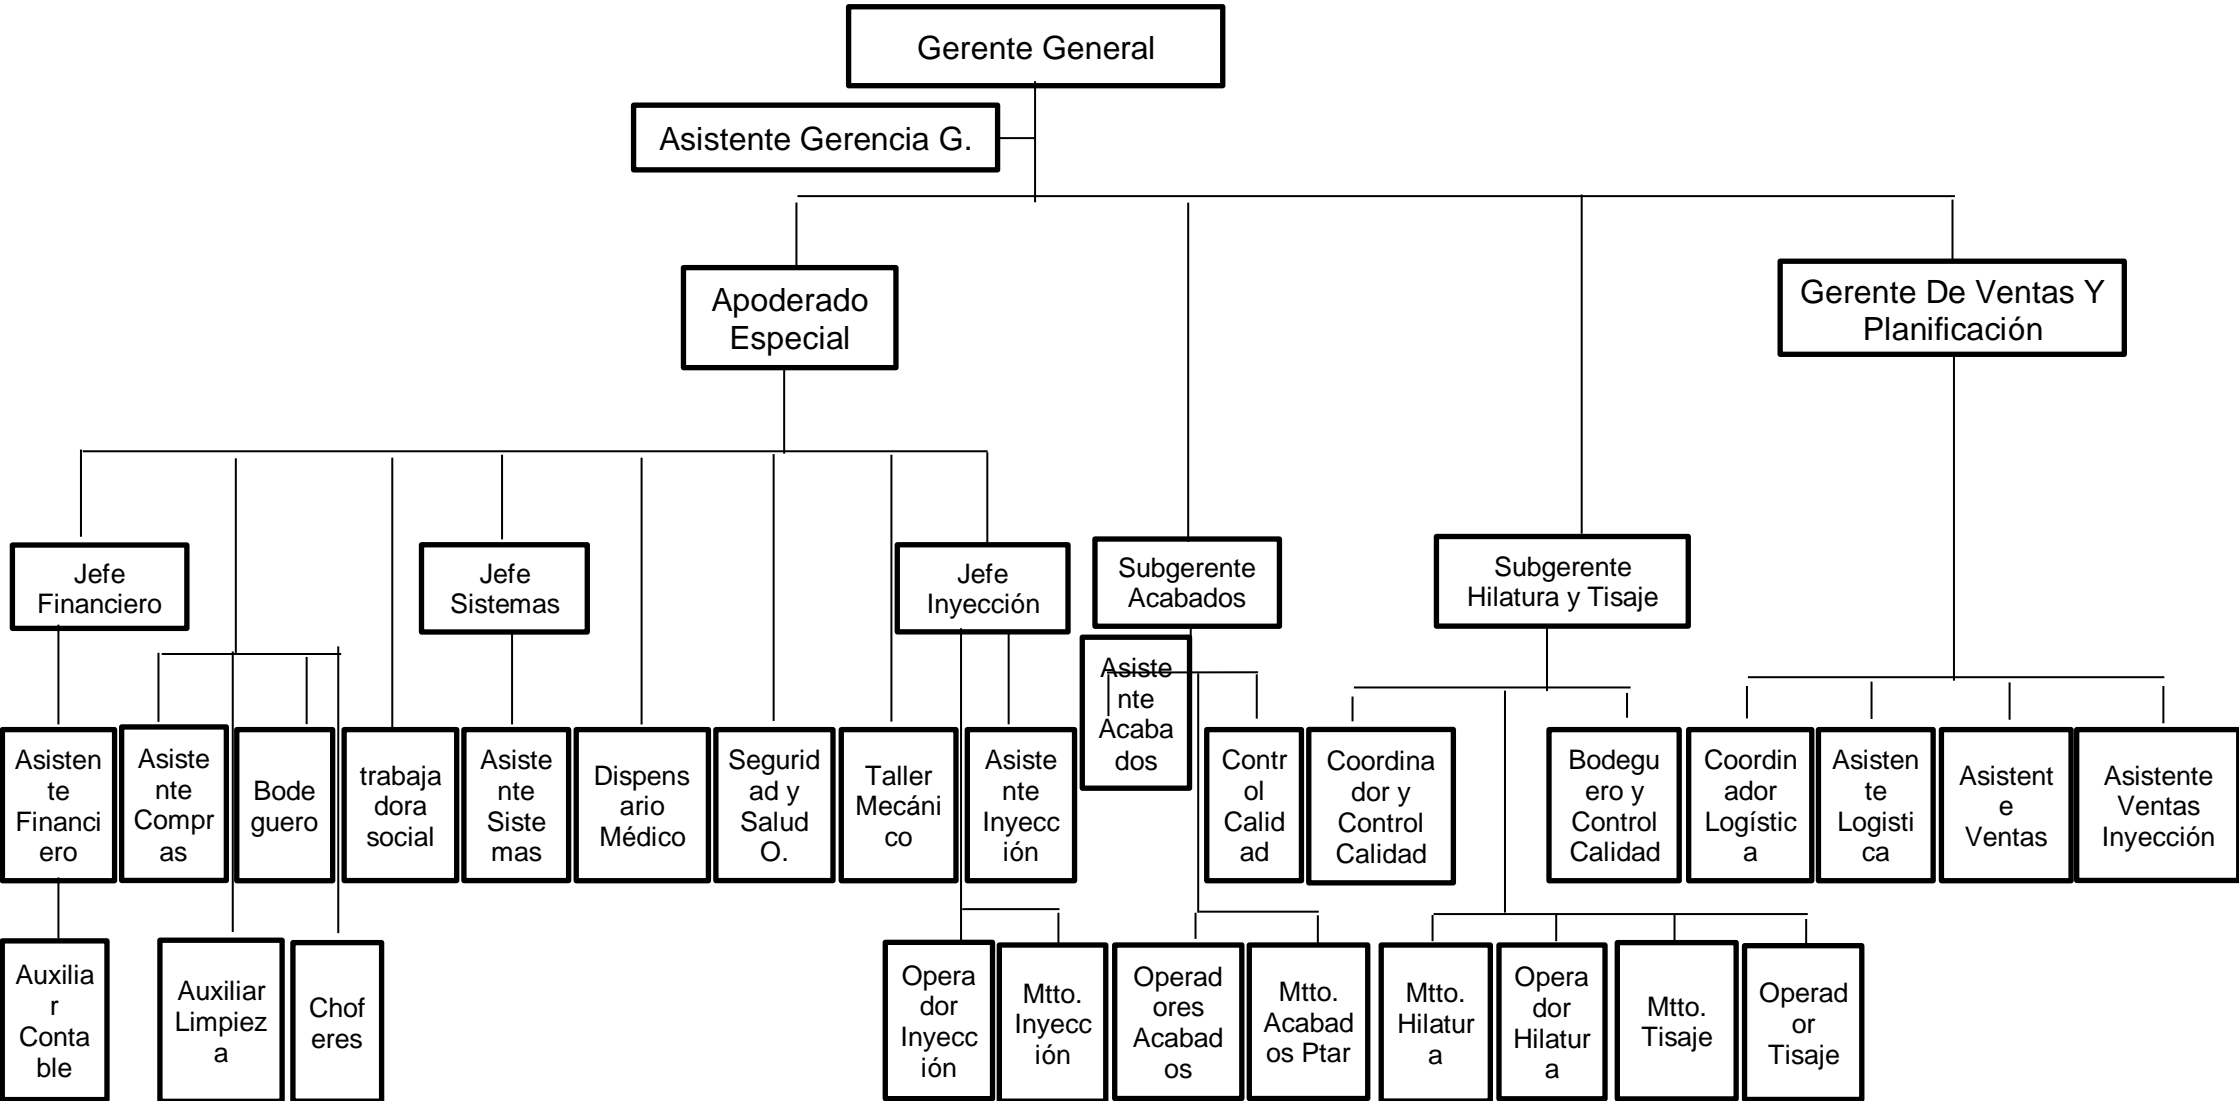 Gerente General
Asistente Gerencia G.
Apoderado
Especial
Gerente De Ventas Y
Planificación
Jefe
Financiero
Jefe
Sistemas
Jefe
Inyección
Subgerente
Acabados
Subgerente
Hilatura y Tisaje
Asisten
te
Financi
ero
Asiste
nte
Compr
as
Bode
guero
trabaja
dora
social
Asiste
nte
Siste
mas
Dispens
ario
Médico
Segurid
ad y
Salud
O.
Taller
Mecáni
co
Asiste
nte
Inyecc
ión
Asiste
nte
Acaba
dos
Contr
ol
Calid
ad
Coordina
dor y
Control
Calidad
Bodegu
ero y
Control
Calidad
Coordin
ador
Logístic
a
Asisten
te
Logisti
ca
Asistent
e
Ventas
Asistente
Ventas
Inyección
Auxilia
r
Conta
ble
Auxiliar
Limpiez
a
Chof
eres
Opera
dor
Inyecc
ión
Mtto.
Inyecc
ión
Operad
ores
Acabad
os
Mtto.
Acabad
os Ptar
Mtto.
Hilatur
a
Opera
dor
Hilatur
a
Mtto.
Tisaje
Operad
or
Tisaje